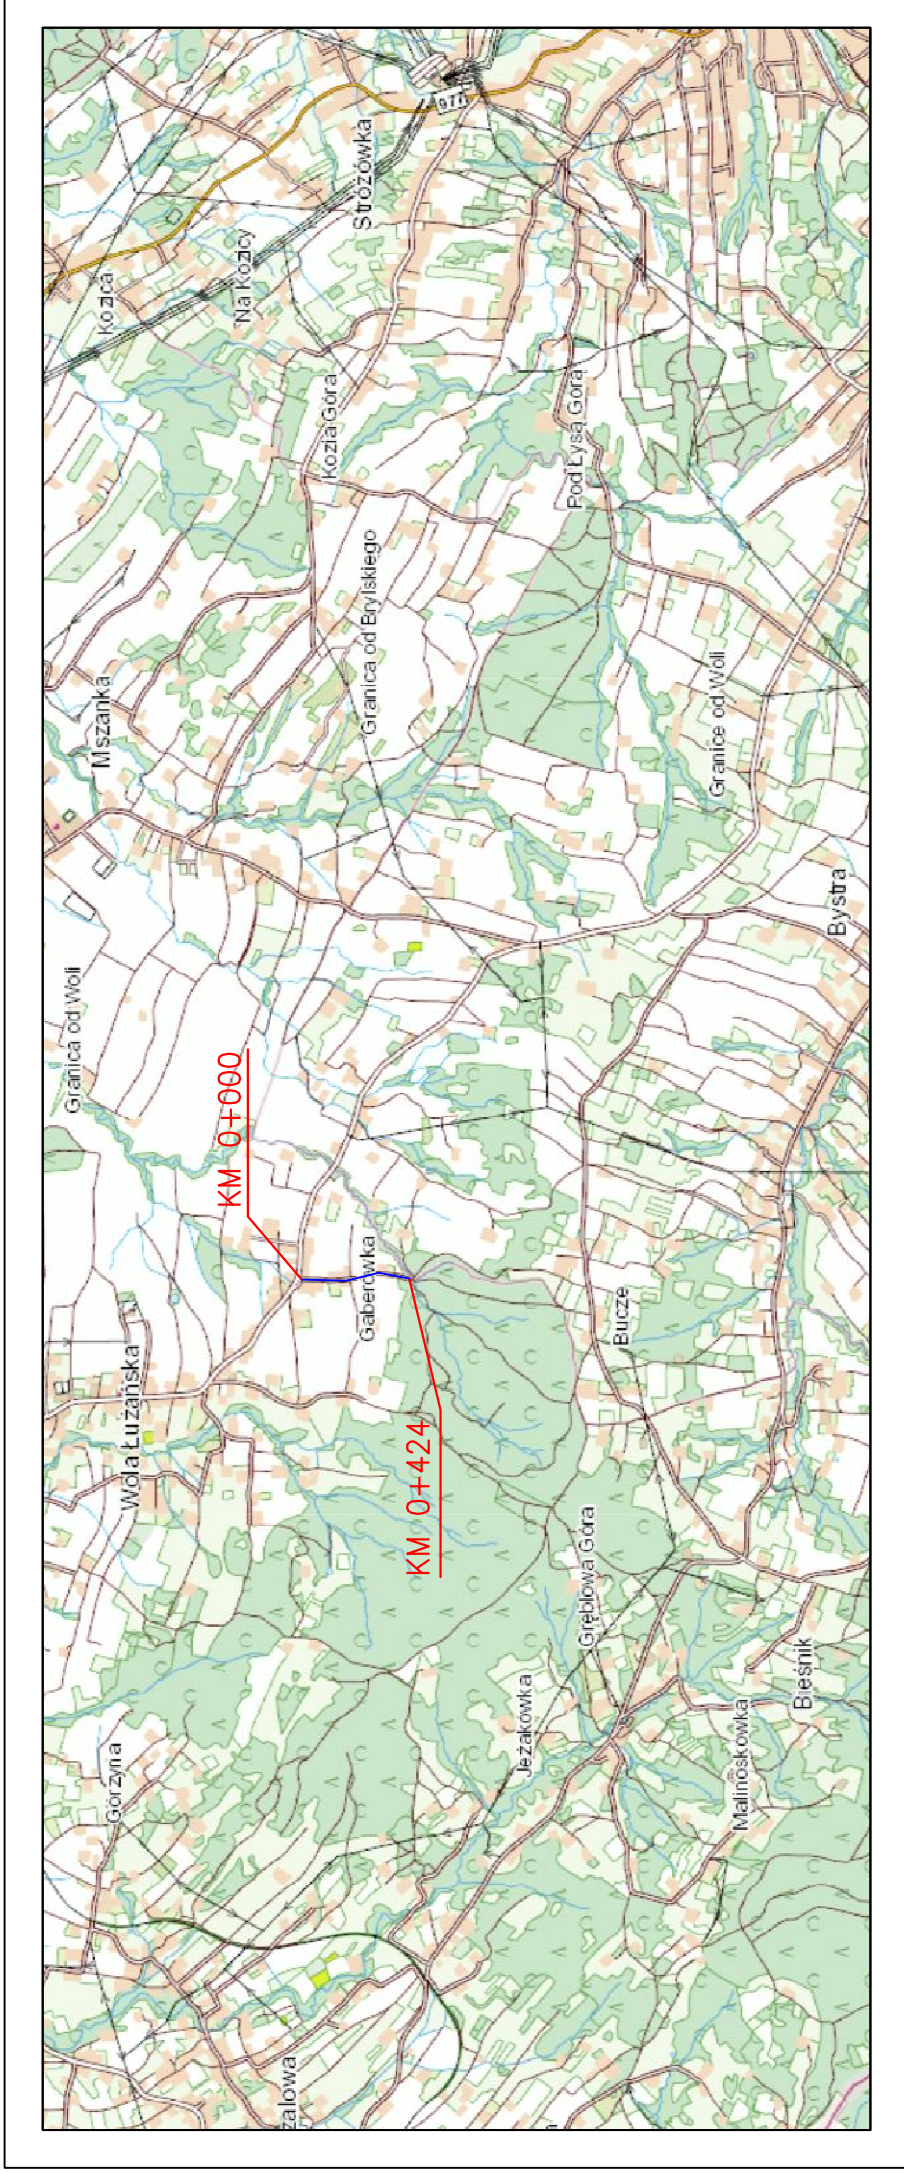 Granica od Woli
Mszanka
Kozica
Górzyna
Wola Łużańska
KM 0+000
Na Kozicy
zalowa
Kozia Góra
Stróżówka
Gaberówka
Granica od Brylskiego
KM 0+424
977
Jeżakówka
Pod Łysą Górą
Gręblowa Góra
Bucze
Granice od Woli
Malinoskówka
Bieśnik
Bystra